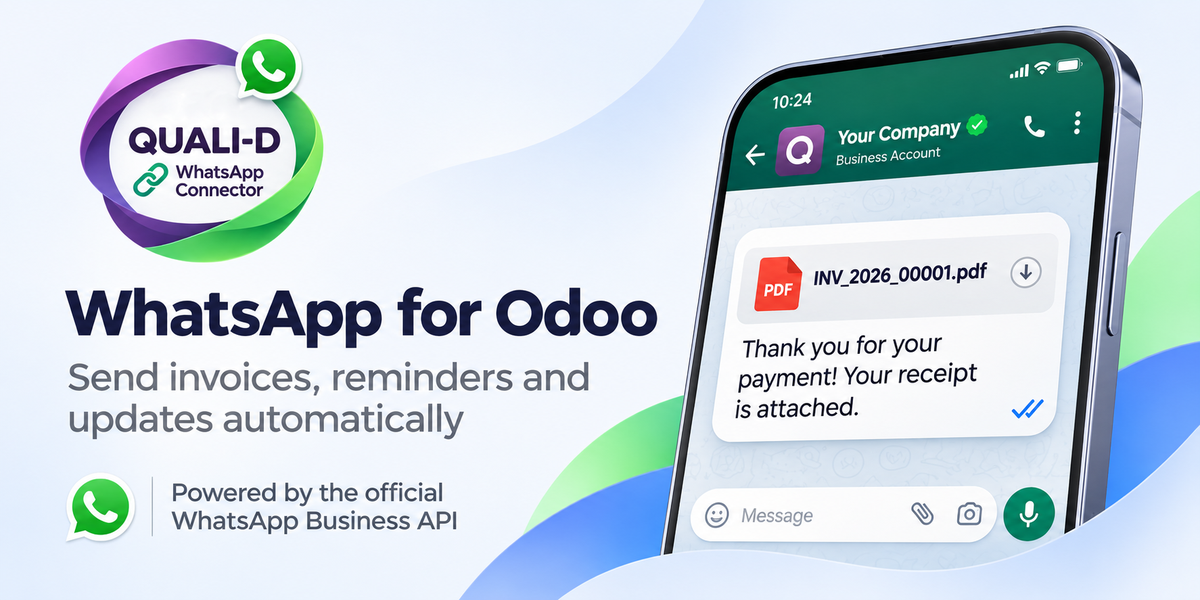 QUALI-D
WhatsApp
Connector
WhatsApp for Odoo
Send invoices, reminders and
updates automatically
Powered by the official
WhatsApp Business API
10:24
Q
Your Company
Business Account
PDF
INV_2026_00001.pdf
Thank you for your
payment! Your receipt
is attached.
Message